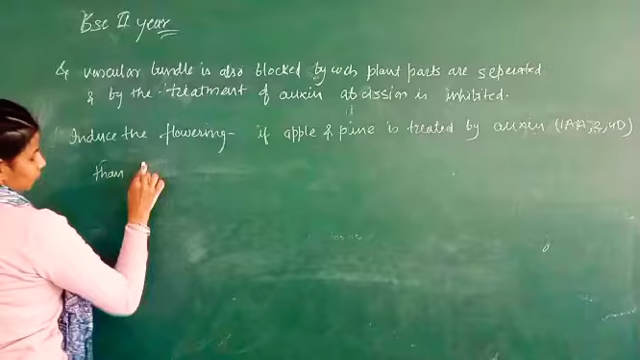 Bsc II year
& vascular bundle is also blocked by wch plant parts are seperated
& by the treatment of auxin abcission is inhibited.
Induce the flowering - if apple & pine is treated by auxin (IAA, 2,4D)
than